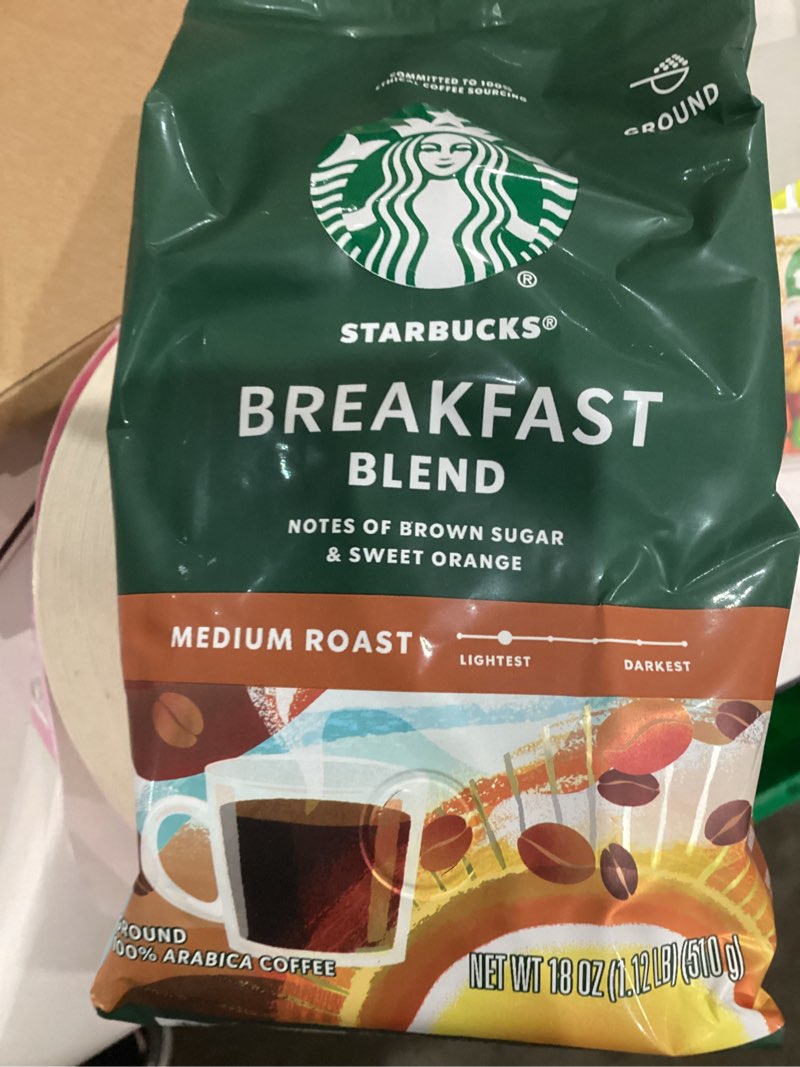 COMMITTED TO 100%
ETHICAL COFFEE SOURCING
GROUND
®
STARBUCKS®
BREAKFAST
BLEND
NOTES OF BROWN SUGAR
& SWEET ORANGE
MEDIUM ROAST
LIGHTEST
DARKEST
GROUND
100% ARABICA COFFEE
NET WT 18 OZ (1.12 LB) (510 g)